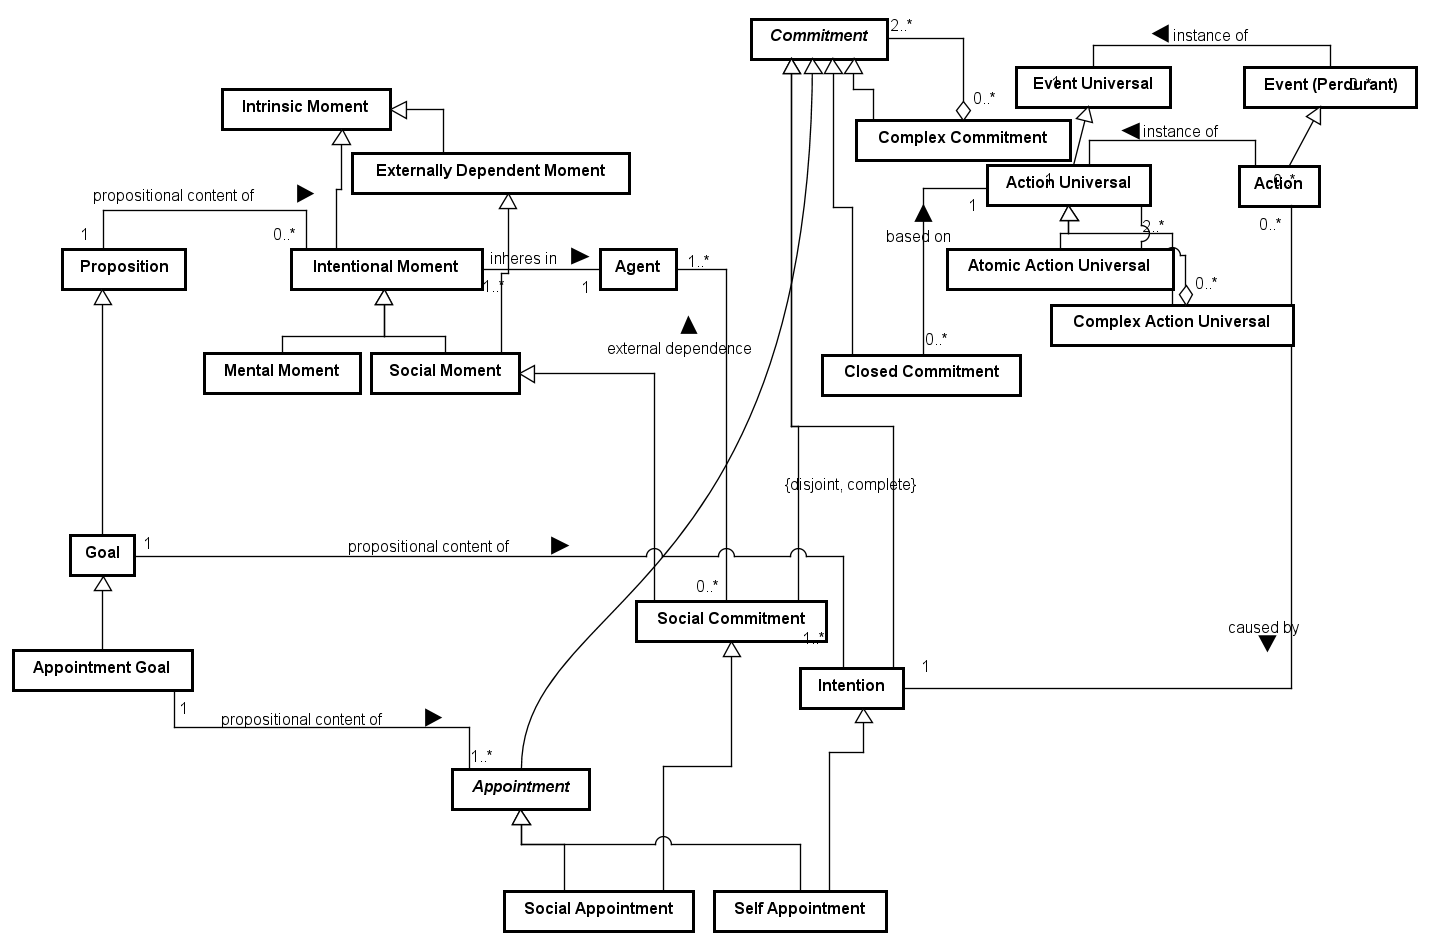 Commitment
2..*
instance of
Event Universal
1
Event (Perdurant)
0..*
Intrinsic Moment
0..*
Complex Commitment
instance of
Externally Dependent Moment
Action Universal
1
Action
0..*
propositional content of
1
0..*
1
based on
2..*
0..*
Proposition
Intentional Moment
inheres in
1..*
1
Agent
1..*
Atomic Action Universal
0..*
Complex Action Universal
external dependence
0..*
Mental Moment
Social Moment
Closed Commitment
{disjoint, complete}
Goal
1
propositional content of
0..*
Social Commitment
1..*
caused by
Appointment Goal
1
Intention
1
propositional content of
1..*
Appointment
Social Appointment
Self Appointment